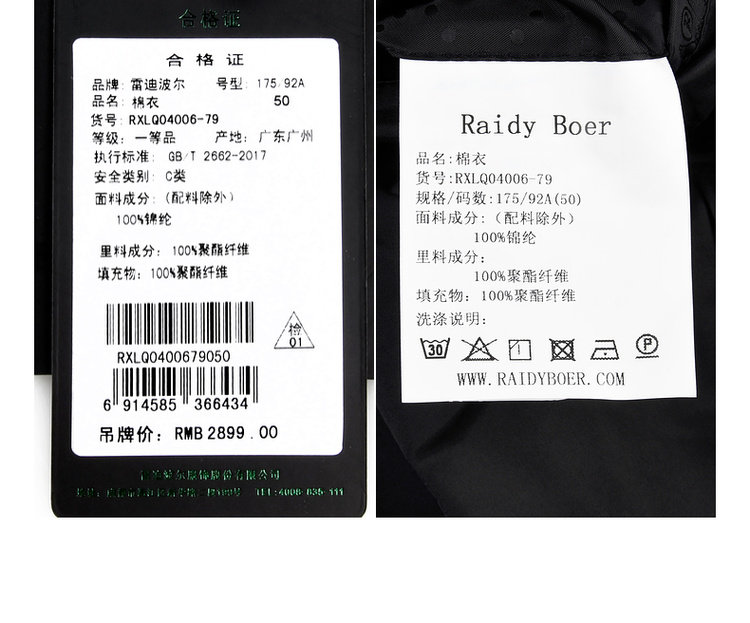 合格证
合格证
品牌: 雷迪波尔 号型: 175/92A
品名: 棉衣 50
货号: RXLQ04006-79
等级: 一等品 产地: 广东广州
执行标准: GB/T 2662-2017
安全类别: C类
面料成分: (配料除外)
100%锦纶
里料成分: 100%聚酯纤维
填充物: 100%聚酯纤维
检
01
RXLQ0400679050
6 914585 366434
吊牌价: RMB 2899.00
TEL:4008-835-111
Raidy Boer
品名:棉衣
货号:RXLQ04006-79
规格/码数:175/92A(50)
面料成分:(配料除外)
100%锦纶
里料成分:
100%聚酯纤维
填充物: 100%聚酯纤维
洗涤说明:
30
P
WWW.RAIDYBOER.COM